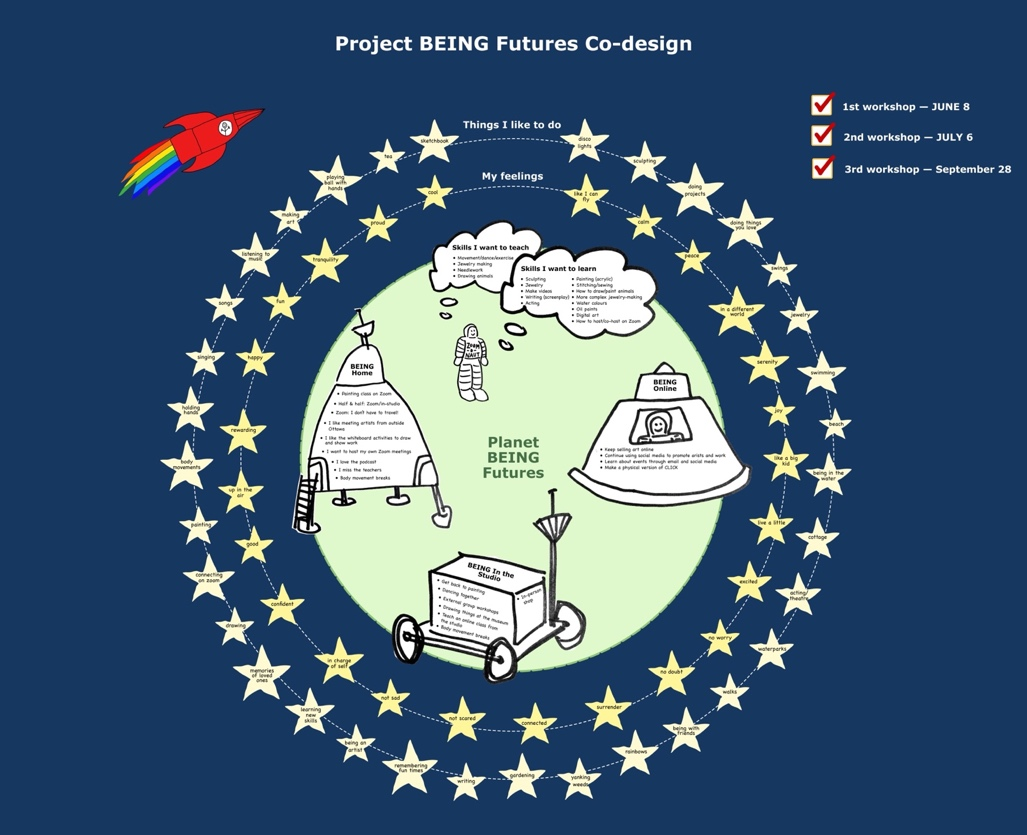 Project BEING Futures Co-design
1st workshop — JUNE 8
2nd workshop — JULY 6
3rd workshop — September 28
Things I like to do
sketchbook
disco
lights
sculpting
doing
projects
doing things
you love
swings
jewelry
swimming
beach
being in the
water
cottage
acting/
theatre
waterparks
walks
being with
friends
rainbows
yanking
weeds
gardening
writing
remembering
fun times
being an
artist
learning
new
skills
memories
of loved
ones
drawing
connecting
on zoom
painting
body
movements
holding
hands
singing
songs
listening to
music
making
art
playing
ball with
hands
tea
My feelings
cool
like I can
fly
calm
peace
in a different
world
serenity
joy
like a big
kid
live a little
excited
no worry
no doubt
surrender
connected
not scared
not sad
in charge
of self
confident
good
up in the
air
rewarding
happy
fun
tranquility
proud
Skills I want to teach
Movement/dance/exercise
Jewelry making
Needlework
Drawing animals
Skills I want to learn
Sculpting
Jewelry
Make videos
Writing (screenplay)
Acting
Painting (acrylic)
Stitching/sewing
How to draw/paint animals
More complex jewelry-making
Water colours
Oil paints
Digital art
How to host/co-host on Zoom
ZOOM
NAUT
BEING
Home
Painting class on Zoom
Half & half: Zoom/in-studio
Zoom: I don't have to travel!
I like meeting artists from outside
Ottawa
I like the whiteboard activities to draw
and show work
I want to host my own Zoom meetings
I love the podcast
I miss the teachers
Body movement breaks
BEING
Online
Keep selling art online
Continue using social media to promote artists and work
Learn about events through email and social media
Make a physical version of CLICK
Planet
BEING
Futures
BEING In the
Studio
Get back to painting
Dancing together
External group workshops
Drawing things at the museum
Teach an online class from
the studio
Body movement breaks
In-person
shop